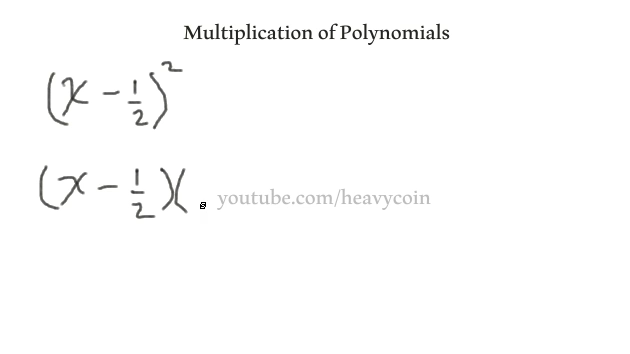 Multiplication of Polynomials
(x - 1/2)²
(x - 1/2)(
youtube.com/heavycoin